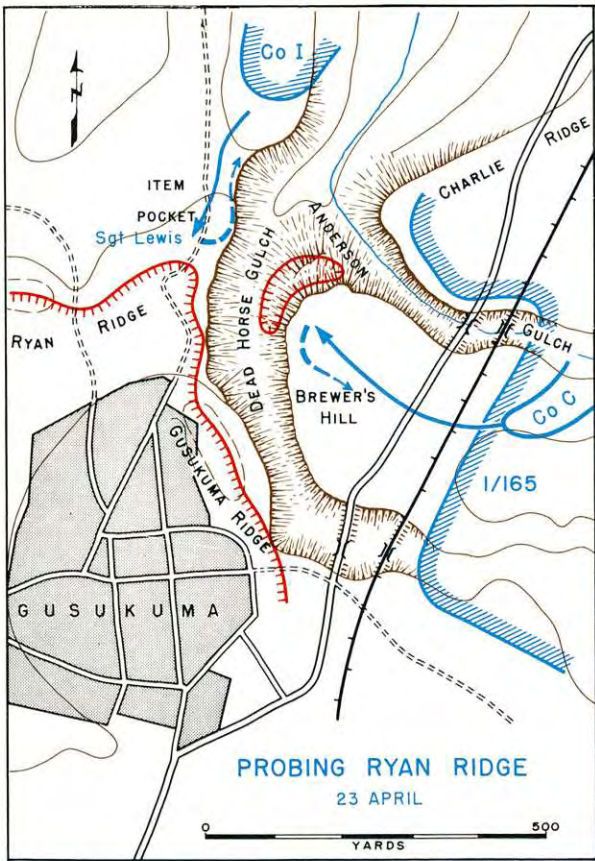 Co I
N
CHARLIE RIDGE
ITEM
POCKET
Sgt Lewis
ANDERSON
GULCH
DEAD HORSE GULCH
RYAN RIDGE
BREWER'S
HILL
Co C
1/165
GUSUKUMA RIDGE
GUSUKUMA
PROBING RYAN RIDGE
23 APRIL
0 500
YARDS